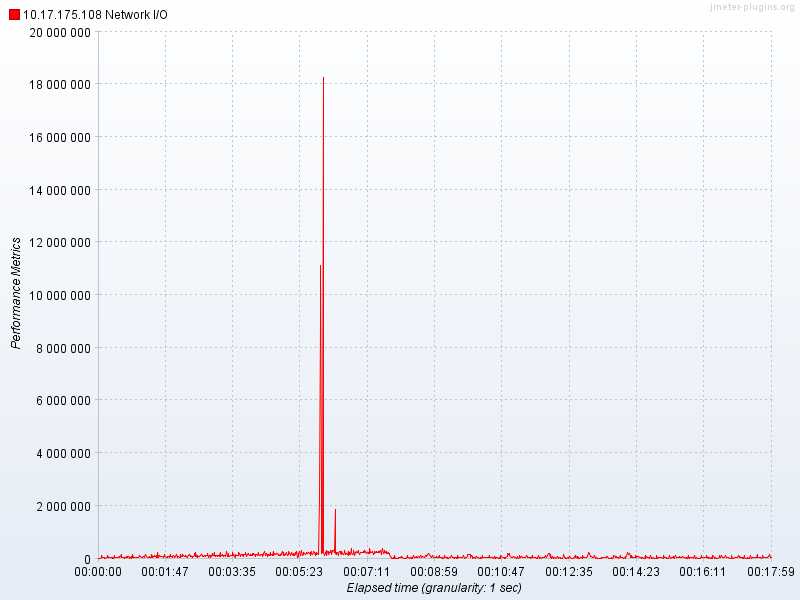 10.17.175.108 Network I/O
jmeter-plugins.org
20 000 000
18 000 000
16 000 000
14 000 000
12 000 000
10 000 000
8 000 000
6 000 000
4 000 000
2 000 000
0
Performance Metrics
00:00:00 00:01:47 00:03:35 00:05:23 00:07:11 00:08:59 00:10:47 00:12:35 00:14:23 00:16:11 00:17:59
Elapsed time (granularity: 1 sec)